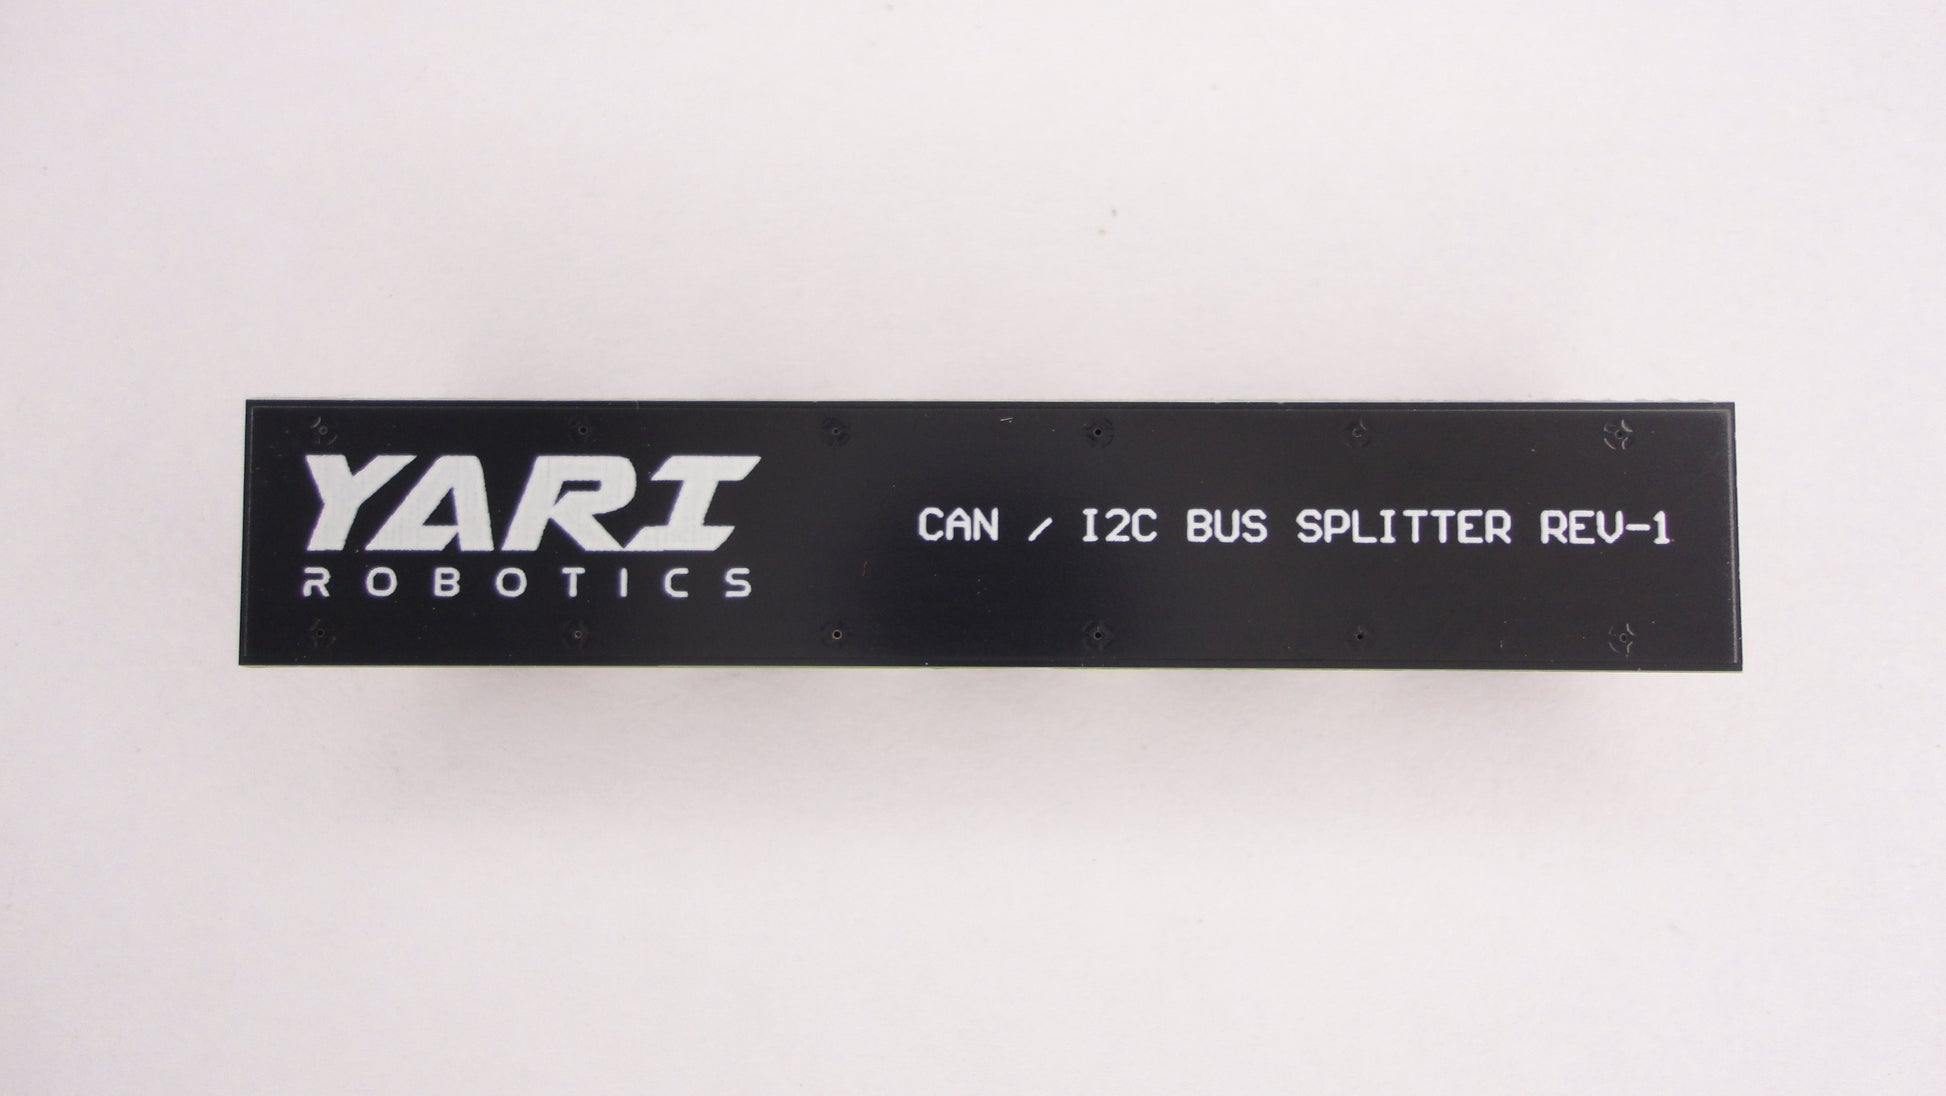 YARI
ROBOTICS
CAN / I2C BUS SPLITTER REV-1